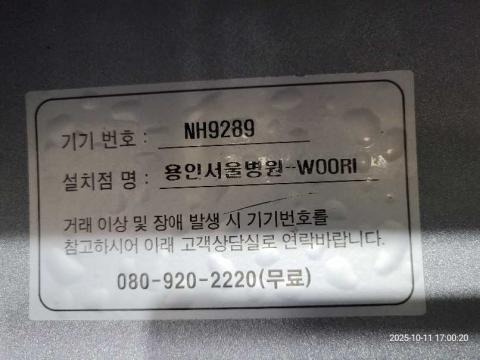 기기 번호 : NH9289
설치점 명 : 용인서울병원--WOORI
거래 이상 및 장애 발생 시 기기번호를
참고하시어 이래 고객상담실로 연락바랍니다.
080-920-2220(무료)
2025-10-11 17:00:20